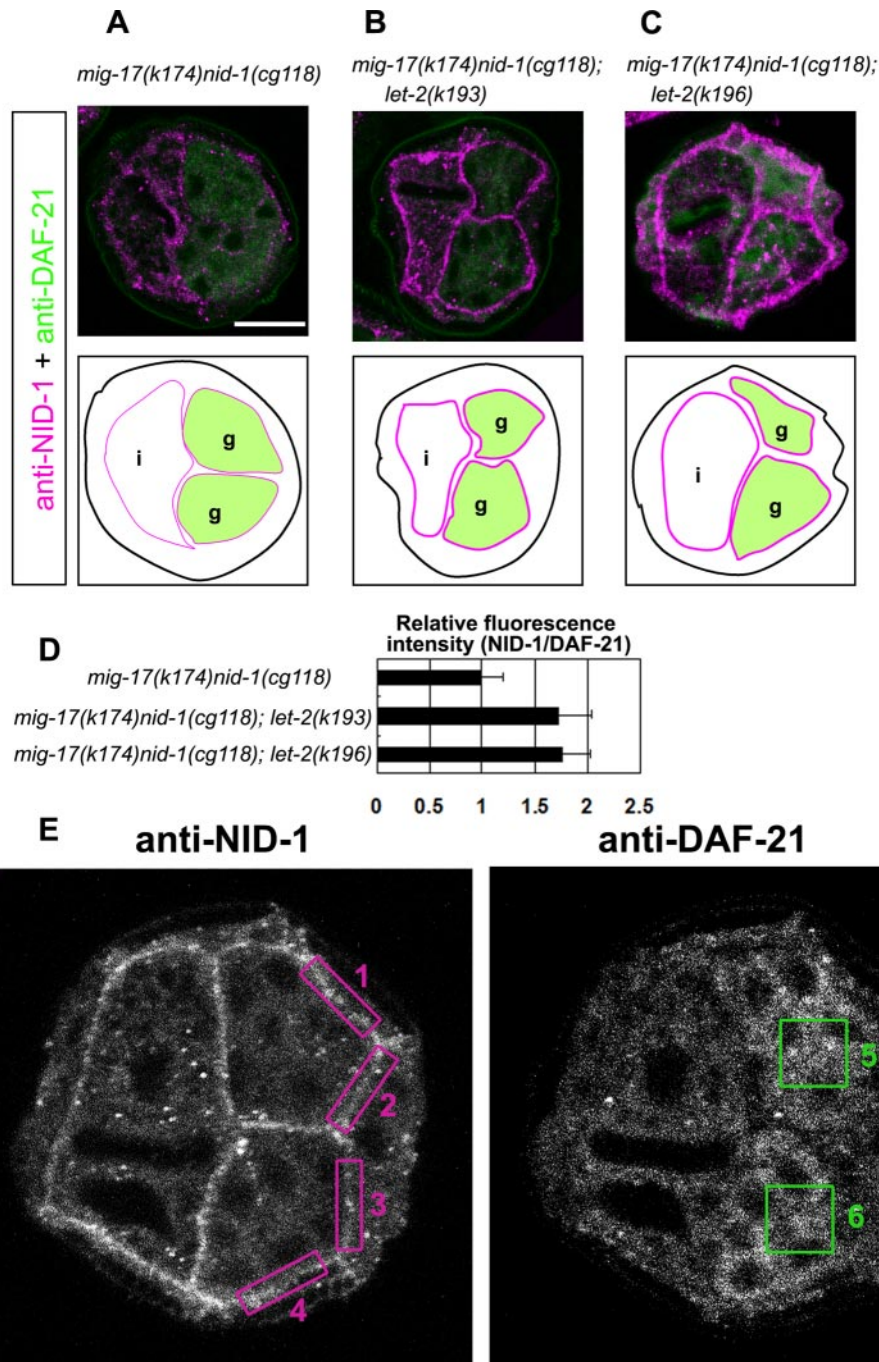 A
B
C
mig-17(k174)nid-1(cg118)
mig-17(k174)nid-1(cg118);
let-2(k193)
mig-17(k174)nid-1(cg118);
let-2(k196)
anti-NID-1 + anti-DAF-21
i
g
g
i
g
g
i
g
g
D
Relative fluorescence
intensity (NID-1/DAF-21)
mig-17(k174)nid-1(cg118)
mig-17(k174)nid-1(cg118); let-2(k193)
mig-17(k174)nid-1(cg118); let-2(k196)
0 0.5 1 1.5 2 2.5
E
anti-NID-1
anti-DAF-21
1
2
3
4
5
6